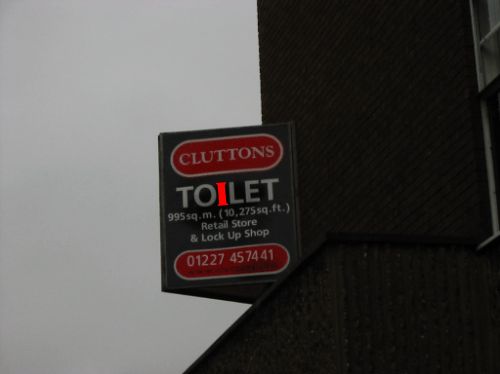 CLUTTONS
TOILET
995sq.m. (10,275sq.ft.)
Retail Store
& Lock Up Shop
01227 457441